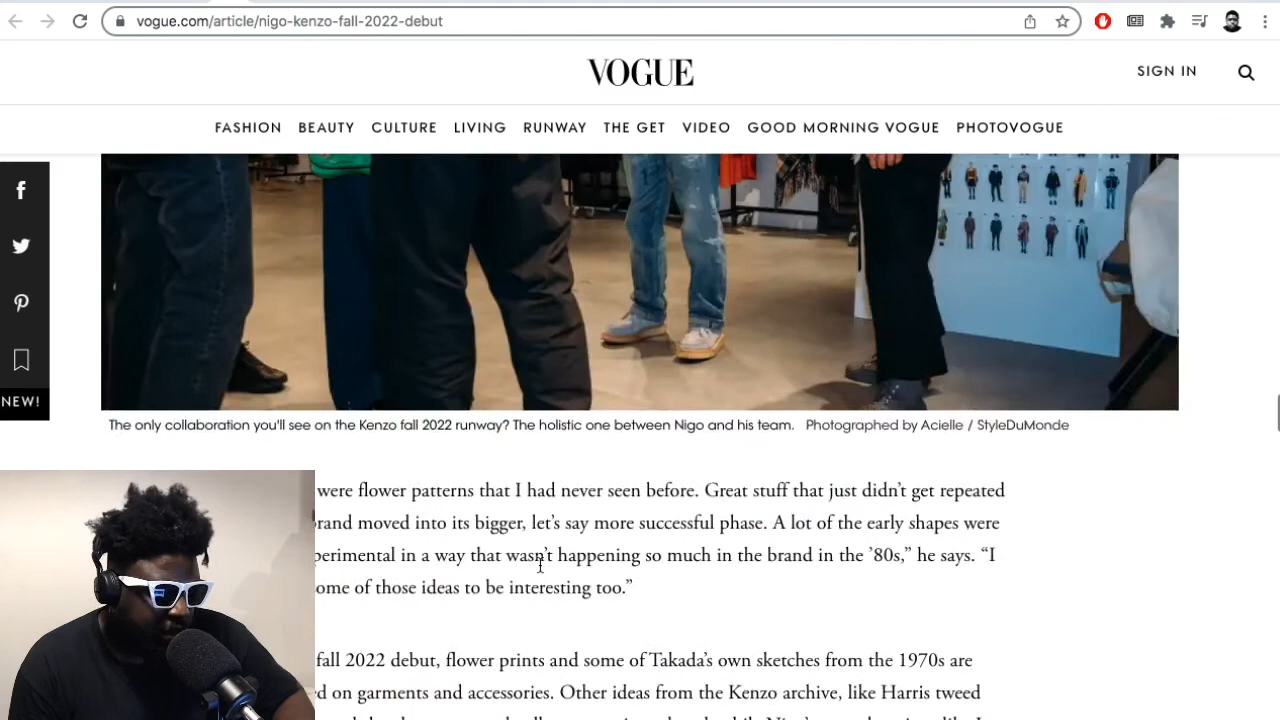 vogue.com/article/nigo-kenzo-fall-2022-debut
VOGUE
SIGN IN
FASHION BEAUTY CULTURE LIVING RUNWAY THE GET VIDEO GOOD MORNING VOGUE PHOTOVOGUE
NEW!
The only collaboration you'll see on the Kenzo fall 2022 runway? The holistic one between Nigo and his team. Photographed by Acielle / StyleDuMonde
were flower patterns that I had never seen before. Great stuff that just didn't get repeated
moved into its bigger, let's say more successful phase. A lot of the early shapes were
in a way that wasn't happening so much in the brand in the '80s,” he says. “I
of those ideas to be interesting too.”
fall 2022 debut, flower prints and some of Takada's own sketches from the 1970s are
on garments and accessories. Other ideas from the Kenzo archive, like Harris tweed